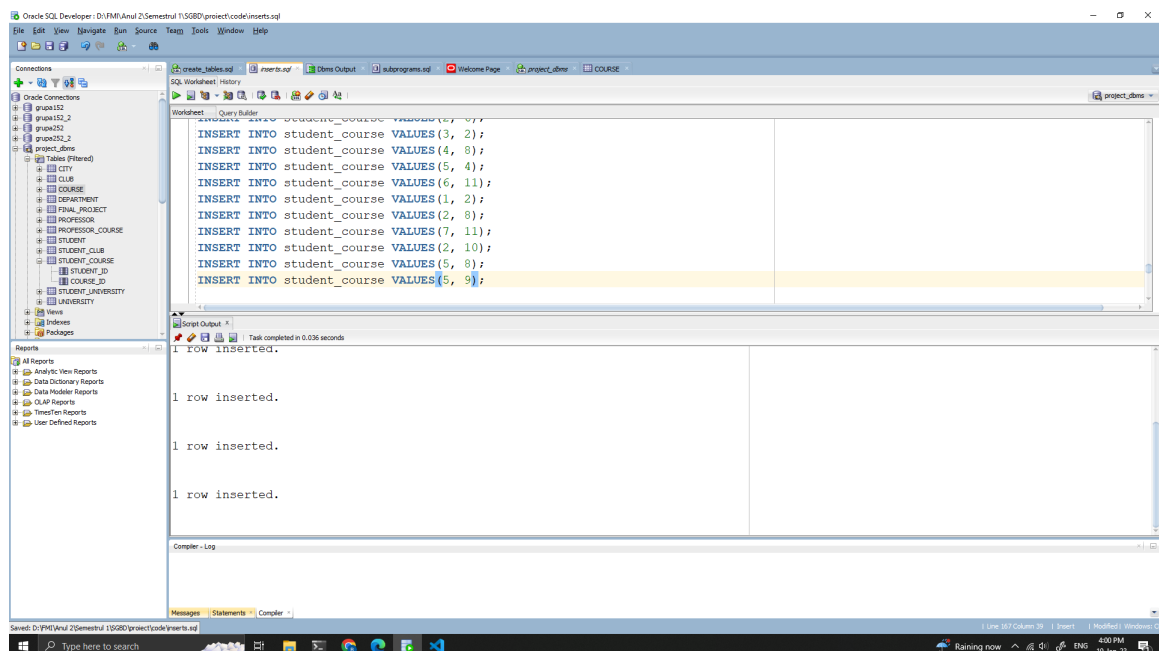 Oracle SQL Developer : D:\FMI\Anul 2\Semestrul 1\SGBD\proiect\code\inserts.sql
File Edit View Navigate Run Source Team Tools Window Help
Connections
Oracle Connections
grupa152
grupa152_2
grupa252
grupa252_2
project_dbms
Tables (Filtered)
CITY
CLUB
COURSE
DEPARTMENT
FINAL_PROJECT
PROFESSOR
PROFESSOR_COURSE
STUDENT
STUDENT_CLUB
STUDENT_COURSE
STUDENT_ID
COURSE_ID
STUDENT_UNIVERSITY
UNIVERSITY
Views
Indexes
Packages
Reports
All Reports
Analytic View Reports
Data Dictionary Reports
Data Modeler Reports
OLAP Reports
TimesTen Reports
User Defined Reports
create_tables.sql inserts.sql Dbms Output subprograms.sql Welcome Page project_dbms COURSE
SQL Worksheet History
project_dbms
Worksheet Query Builder
INSERT INTO student_course VALUES(2, 6);
INSERT INTO student_course VALUES(3, 2);
INSERT INTO student_course VALUES(4, 8);
INSERT INTO student_course VALUES(5, 4);
INSERT INTO student_course VALUES(6, 11);
INSERT INTO student_course VALUES(1, 2);
INSERT INTO student_course VALUES(2, 8);
INSERT INTO student_course VALUES(7, 11);
INSERT INTO student_course VALUES(2, 10);
INSERT INTO student_course VALUES(5, 8);
INSERT INTO student_course VALUES(5, 9);
Script Output
Task completed in 0.036 seconds
1 row inserted.
1 row inserted.
1 row inserted.
1 row inserted.
Compiler - Log
Messages Statements Compiler
Saved: D:\FMI\Anul 2\Semestrul 1\SGBD\proiect\code\inserts.sql
Line 167 Column 39 Insert Modified Windows: C
Type here to search
Raining now ENG 4:00 PM